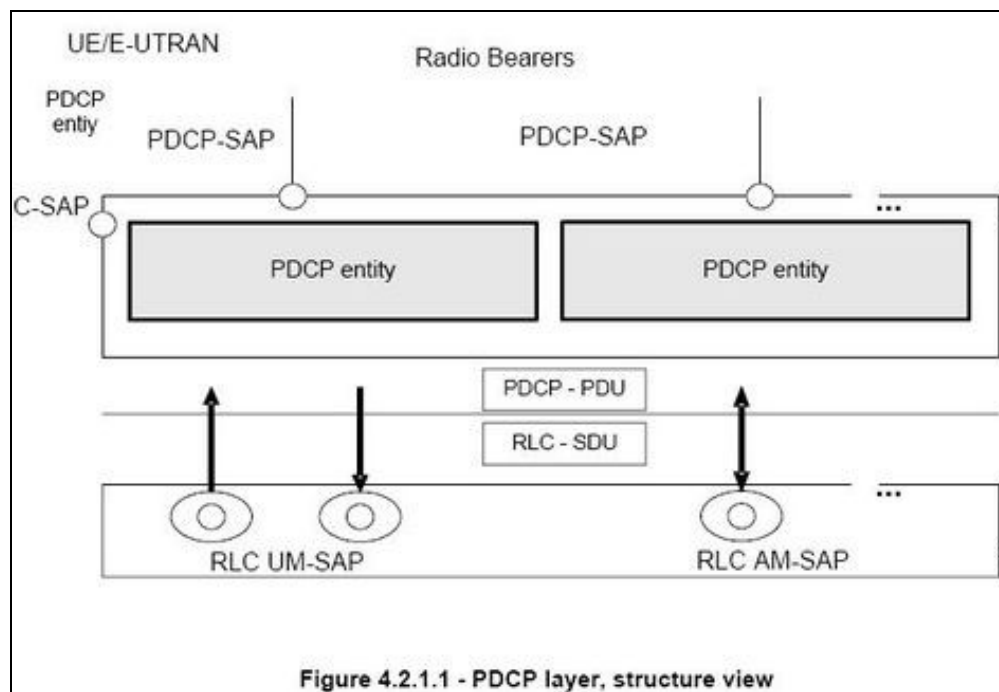 UE/E-UTRAN
Radio Bearers
PDCP
entiy
PDCP-SAP
PDCP-SAP
C-SAP
...
PDCP entity
PDCP entity
PDCP - PDU
RLC - SDU
...
RLC UM-SAP
RLC AM-SAP
Figure 4.2.1.1 - PDCP layer, structure view